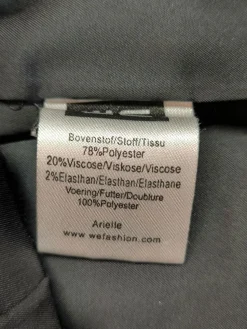 Bovenstof/Stoff/Tissu
78%Polyester
20%Viscose/Viskose/Viscose
2%Elasthan/Elasthan/Elasthane
Voering/Futter/Doublure
100%Polyester
Arielle
www.wefashion.com